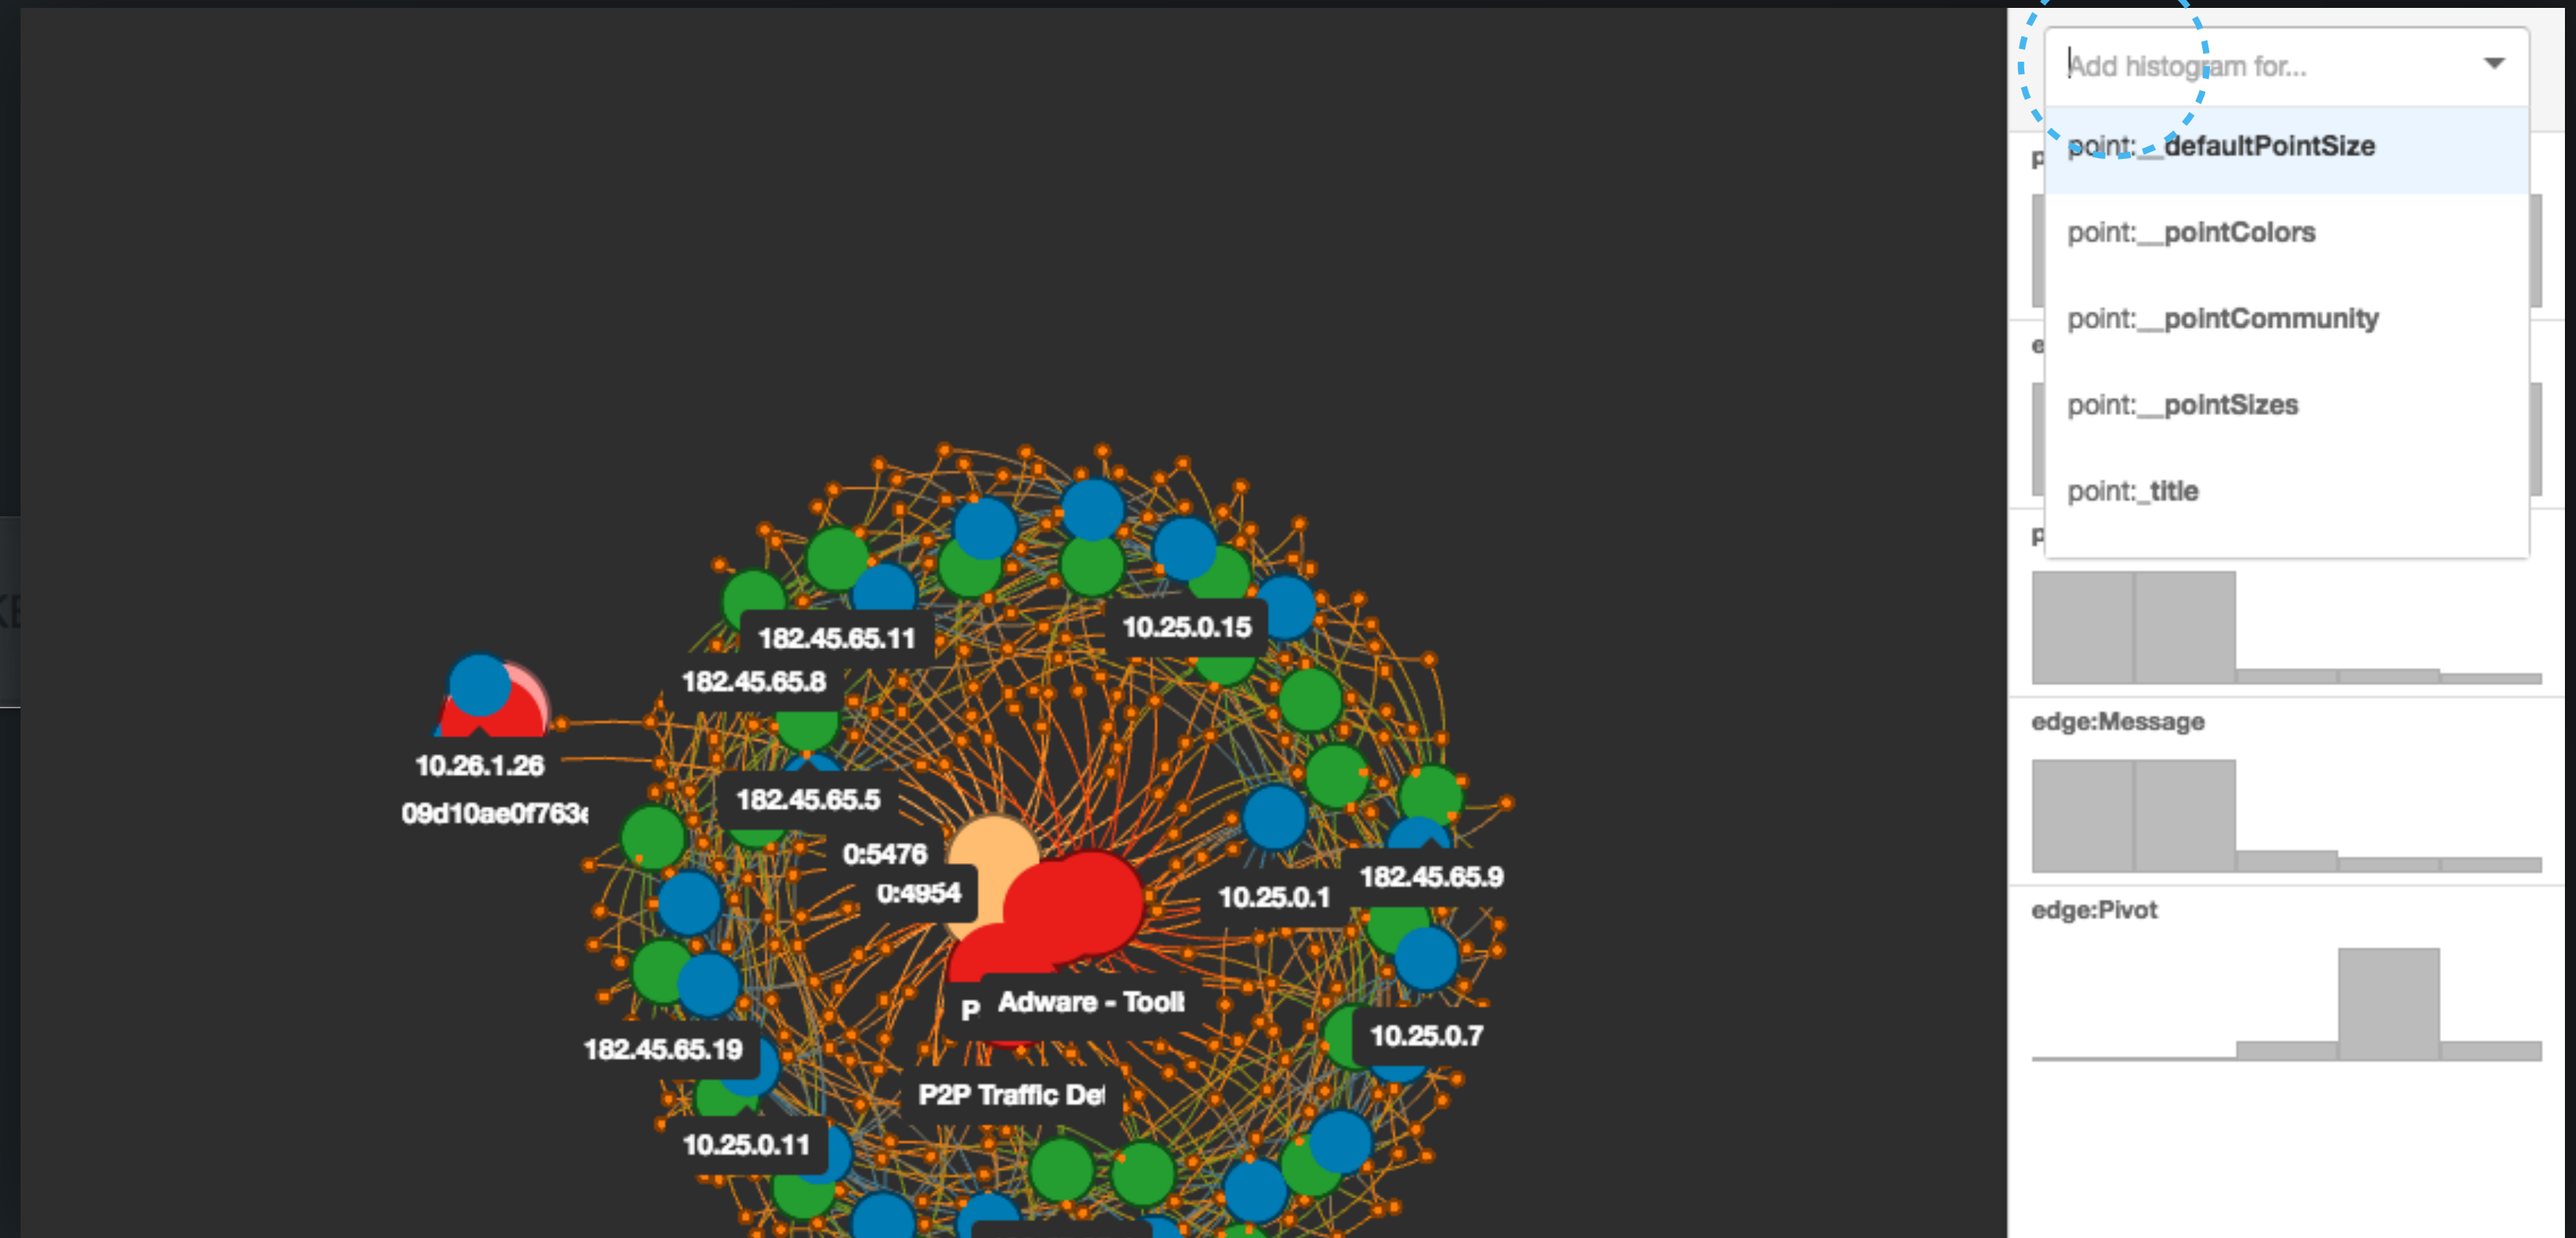 Add histogram for...
point:__defaultPointSize
point:__pointColors
point:__pointCommunity
point:__pointSizes
point:_title
edge:Message
edge:Pivot
182.45.65.11
10.25.0.15
182.45.65.8
10.26.1.26
182.45.65.5
09d10ae0f763
0:5476
0:4954
182.45.65.9
10.25.0.1
P
Adware - Tool
10.25.0.7
182.45.65.19
P2P Traffic De
10.25.0.11